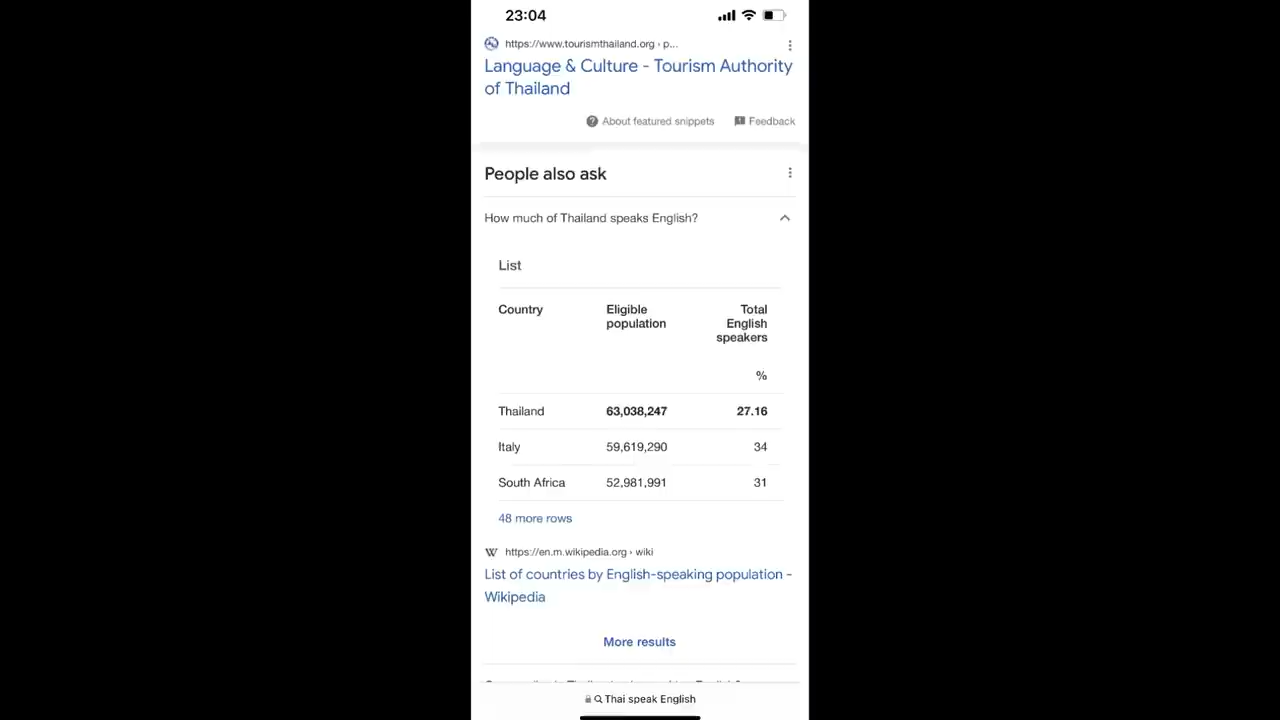 23:04
https://www.tourismthailand.org › p...
Language & Culture - Tourism Authority
of Thailand
About featured snippets Feedback
People also ask
How much of Thailand speaks English?
List
Country Eligible population Total English speakers
%
Thailand 63,038,247 27.16
Italy 59,619,290 34
South Africa 52,981,991 31
48 more rows
W https://en.m.wikipedia.org › wiki
List of countries by English-speaking population -
Wikipedia
More results
Thai speak English